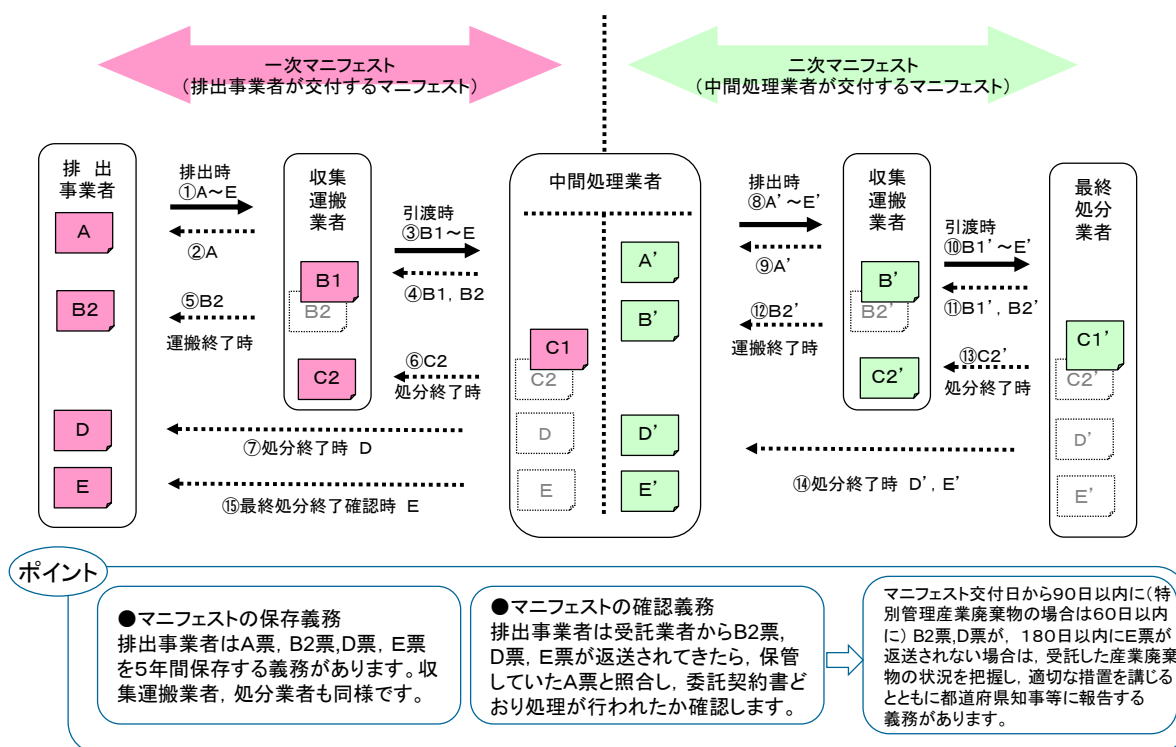 一次マニフェスト
（排出事業者が交付するマニフェスト）
二次マニフェスト
（中間処理業者が交付するマニフェスト）
排 出
事業者
A
B2
D
E
排出時
①A～E
②A
⑤B2
運搬終了時
収集
運搬
業者
B1
B2
C2
引渡時
③B1～E
④B1, B2
⑥C2
処分終了時
⑦処分終了時 D
⑮最終処分終了確認時 E
中間処理業者
C1
C2
D
E
A’
B’
D’
E’
排出時
⑧A’～E’
⑨A’
⑫B2’
運搬終了時
収集
運搬
業者
B’
B2’
C2’
引渡時
⑩B1’～E’
⑪B1’, B2’
⑬C2’
処分終了時
⑭処分終了時 D’, E’
最終
処分
業者
C1’
C2’
D’
E’
ポイント
●マニフェストの保存義務
排出事業者はA票，B2票,D票，E票
を5年間保存する義務があります。収
集運搬業者，処分業者も同様です。
●マニフェストの確認義務
排出事業者は受託業者からB2票,
D票，E票が返送されてきたら，保管
していたA票と照合し，委託契約書ど
おり処理が行われたか確認します。
マニフェスト交付日から90日以内に（特
別管理産業廃棄物の場合は60日以内
に）B2票,D票が，180日以内にE票が
返送されない場合は，受託した産業廃棄
物の状況を把握し，適切な措置を講じる
とともに都道府県知事等に報告する
義務があります。